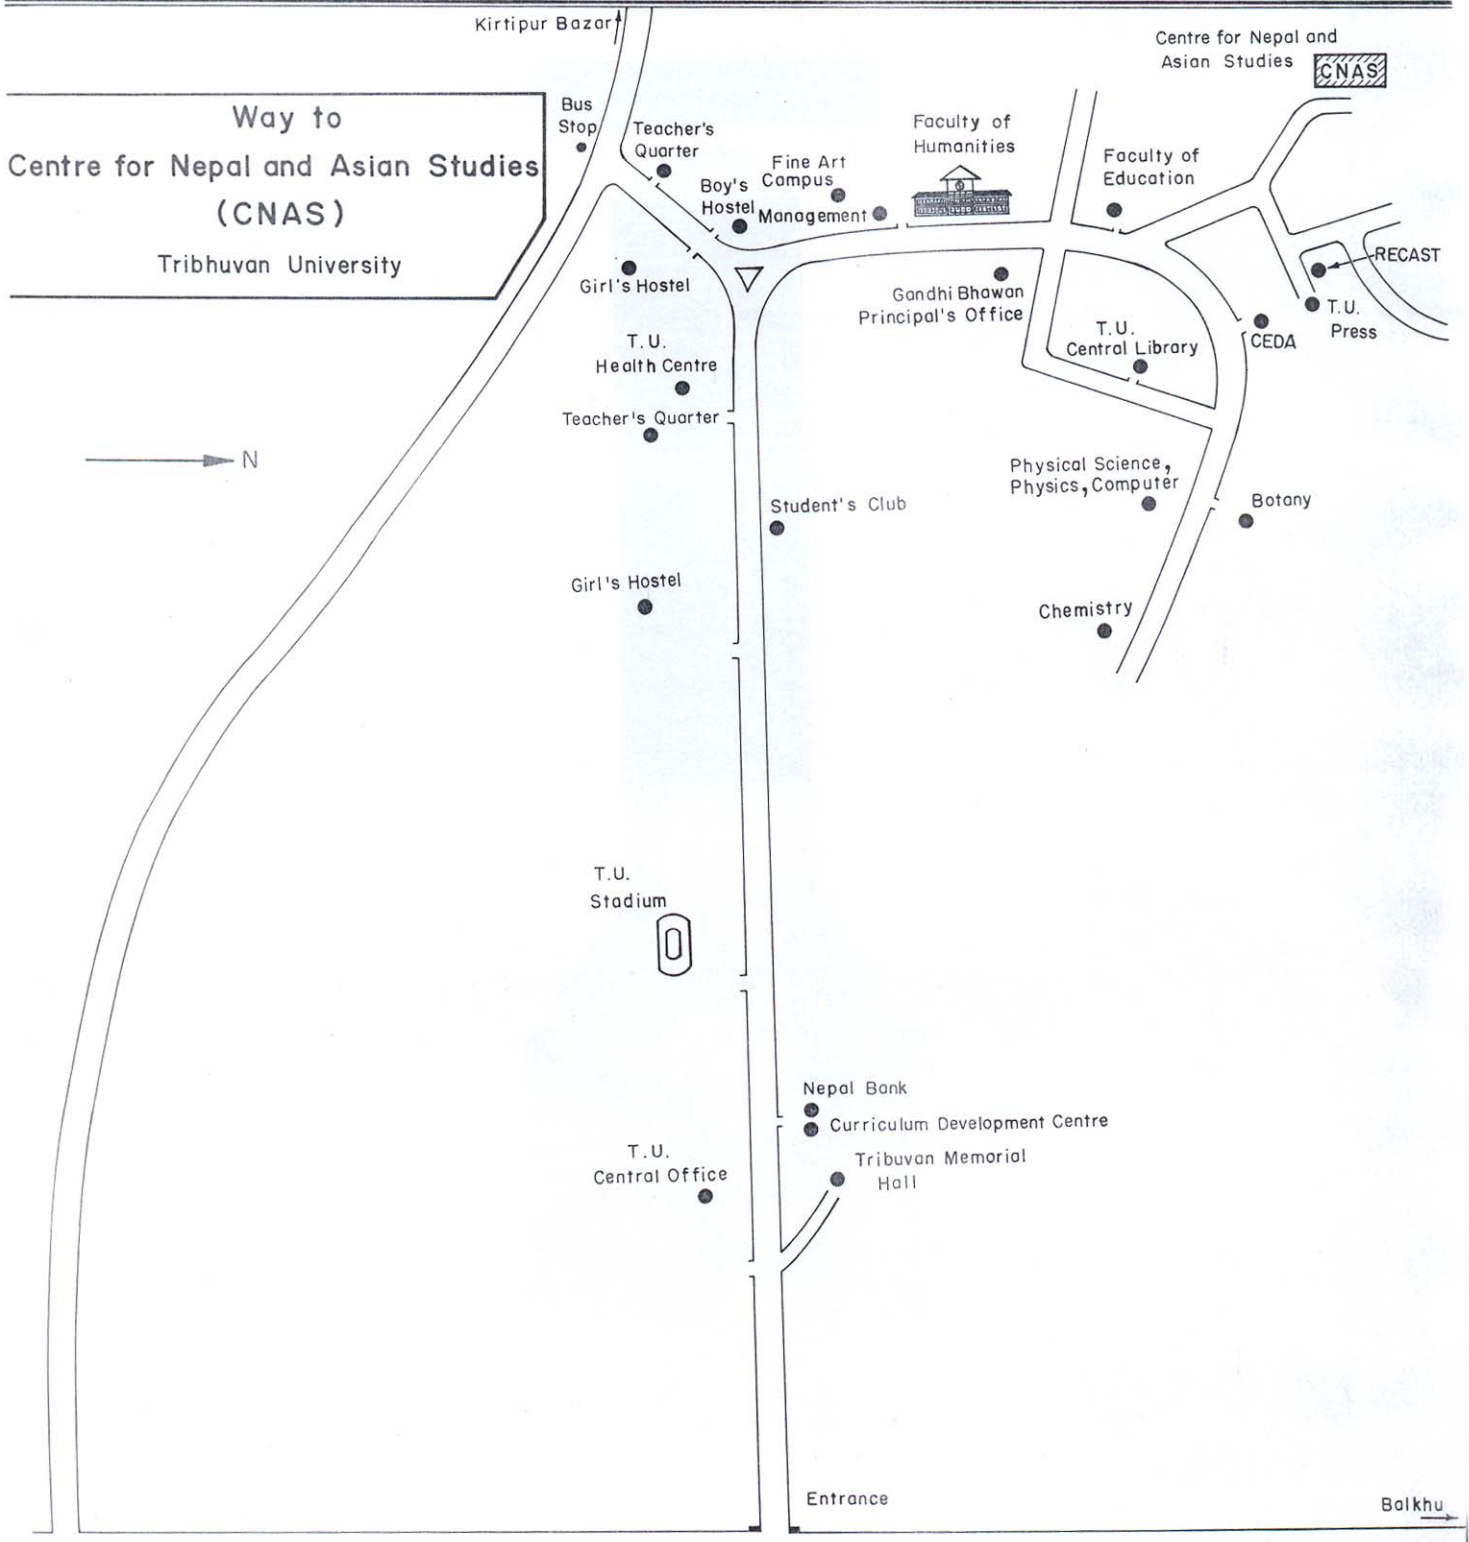 Kirtipur Bazar
Centre for Nepal and
Asian Studies
CNAS
Way to
Centre for Nepal and Asian Studies
(CNAS)
Tribhuvan University
Bus
Stop
Teacher's
Quarter
Boy's
Hostel
Fine Art
Campus
Management
Faculty of
Humanities
Faculty of
Education
Girl's Hostel
Gandhi Bhawan
Principal's Office
RECAST
T.U.
Press
CEDA
T.U.
Central Library
T.U.
Health Centre
Teacher's Quarter
N
Physical Science,
Physics, Computer
Botany
Student's Club
Girl's Hostel
Chemistry
T.U.
Stadium
Nepal Bank
Curriculum Development Centre
T.U.
Central Office
Tribuvan Memorial
Hall
Entrance
Balkhu